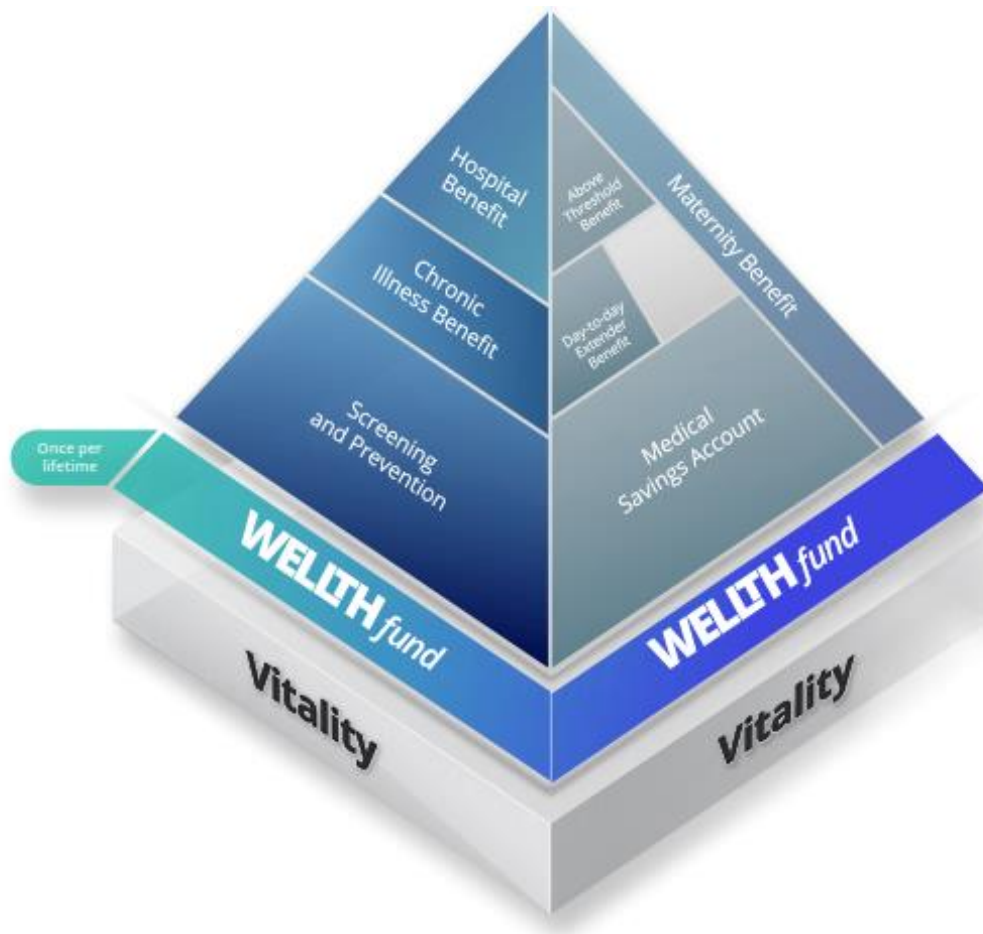 Hospital
Benefit
Chronic
Illness Benefit
Screening
and Prevention
Above
Threshold
Benefit
Maternity Benefit
Day-to-day
Extender
Benefit
Medical
Savings Account
Once per
lifetime
WELLTH fund
WELLTH fund
Vitality
Vitality